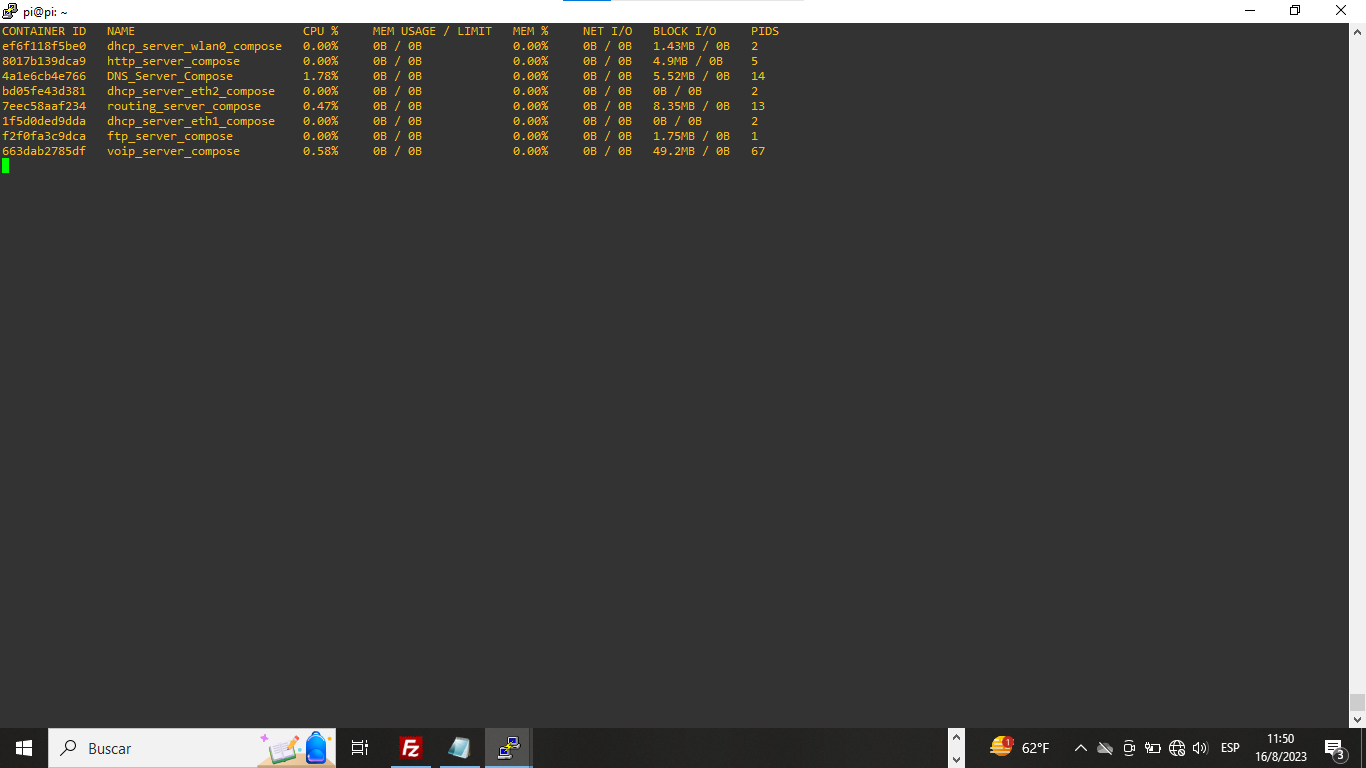 pi@pi: ~
CONTAINER ID NAME CPU % MEM USAGE / LIMIT MEM % NET I/O BLOCK I/O PIDS
ef6f118f5be0 dhcp_server_wlan0_compose 0.00% 0B / 0B 0.00% 0B / 0B 1.43MB / 0B 2
8017b139dca9 http_server_compose 0.00% 0B / 0B 0.00% 0B / 0B 4.9MB / 0B 5
4a1e6cb4e766 DNS_Server_Compose 1.78% 0B / 0B 0.00% 0B / 0B 5.52MB / 0B 14
bd05fe43d381 dhcp_server_eth2_compose 0.00% 0B / 0B 0.00% 0B / 0B 0B / 0B 2
7eec58aaf234 routing_server_compose 0.47% 0B / 0B 0.00% 0B / 0B 8.35MB / 0B 13
1f5d0ded9dda dhcp_server_eth1_compose 0.00% 0B / 0B 0.00% 0B / 0B 0B / 0B 2
f2f0fa3c9dca ftp_server_compose 0.00% 0B / 0B 0.00% 0B / 0B 1.75MB / 0B 1
663dab2785df voip_server_compose 0.58% 0B / 0B 0.00% 0B / 0B 49.2MB / 0B 67
Buscar
Fz
1
62°F
ESP
11:50
16/8/2023
3